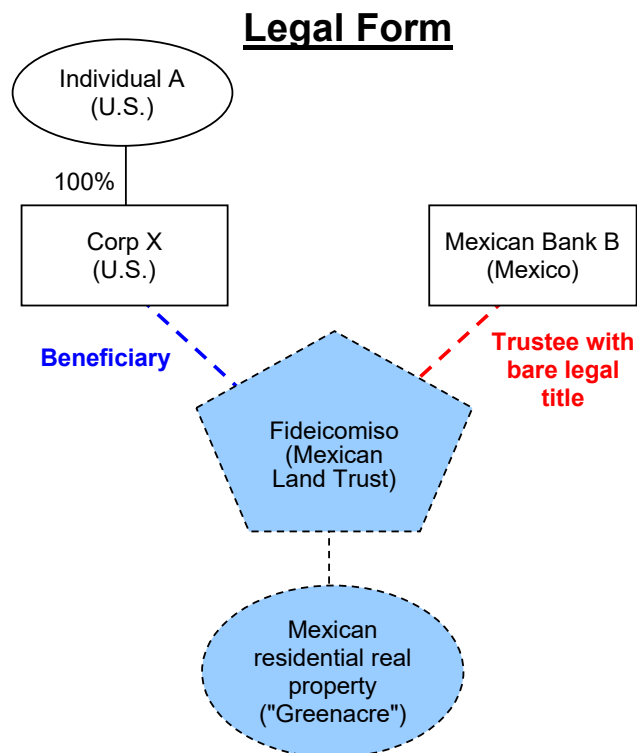 Legal Form
Individual A
(U.S.)
100%
Corp X
(U.S.)
Mexican Bank B
(Mexico)
Beneficiary
Trustee with
bare legal
title
Fideicomiso
(Mexican
Land Trust)
Mexican
residential real
property
("Greenacre")